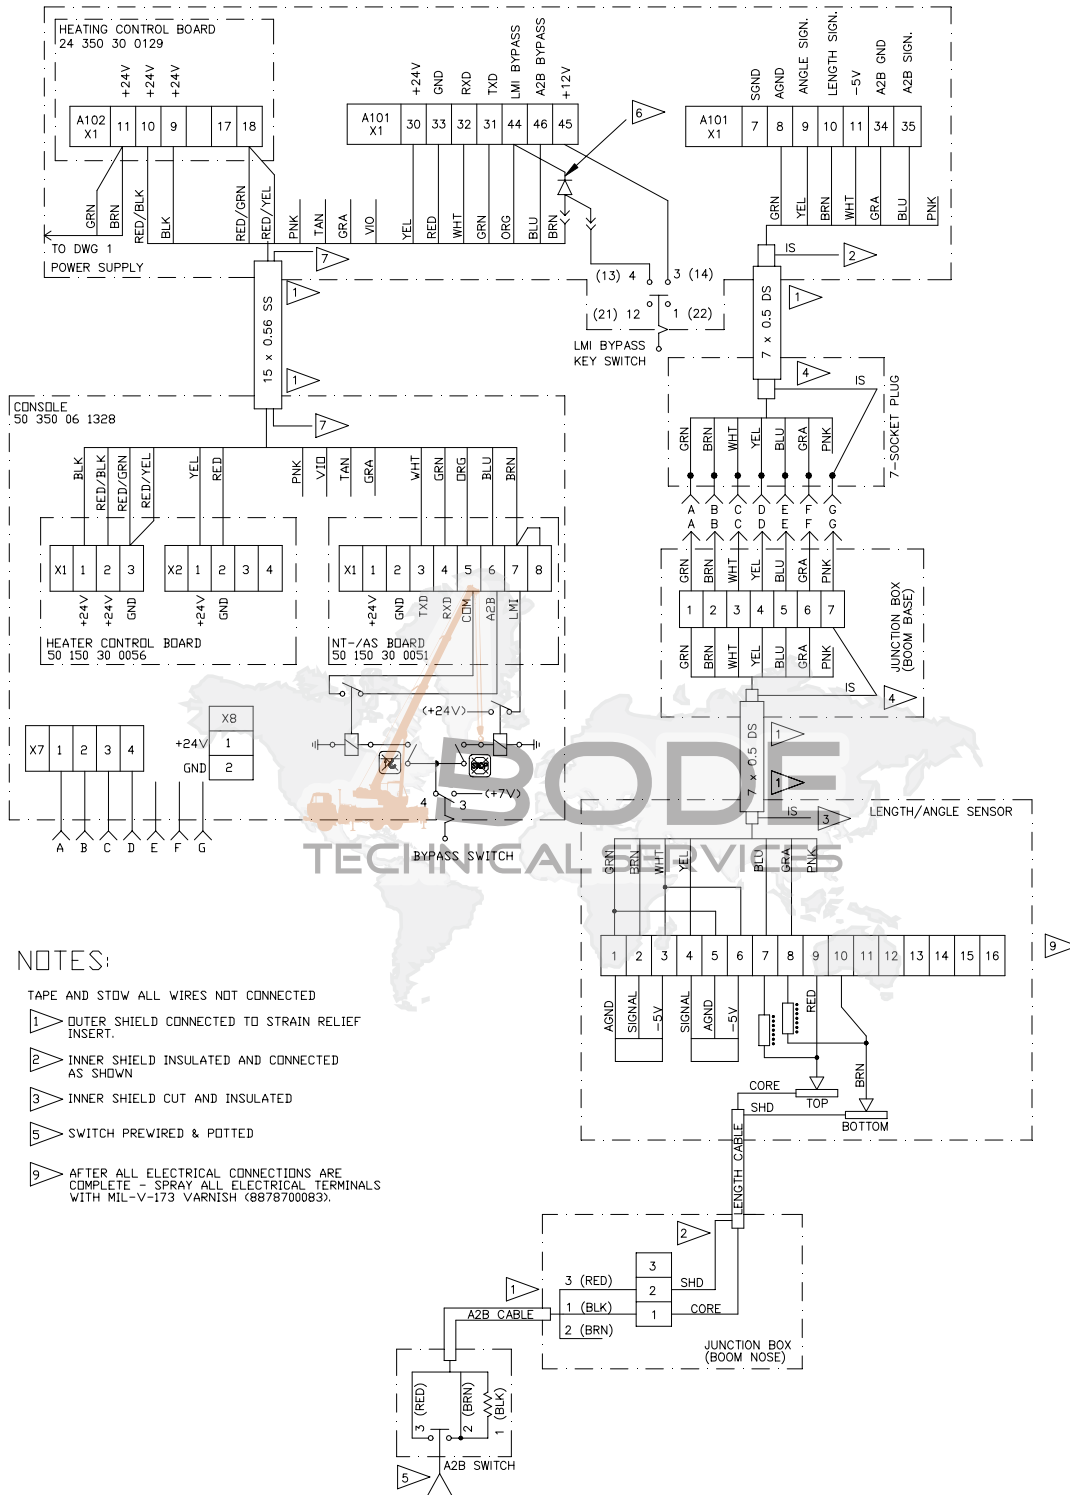 HEATING CONTROL BOARD
24 350 30 0129
+24V
+24V
+24V
A102
X1
11
10
9
17
18
GRN
BRN
RED/BLK
BLK
RED/GRN
RED/YEL
TO DWG 1
POWER SUPPLY
PNK
TAN
GRA
VIO
+24V
GND
RXD
TXD
LMI BYPASS
A2B BYPASS
+12V
A101
X1
30
33
32
31
44
46
45
YEL
RED
WHT
GRN
ORG
BLU
BRN
6
SGND
AGND
ANGLE SIGN.
LENGTH SIGN.
-5V
A2B GND
A2B SIGN.
A101
X1
7
8
9
10
11
34
35
GRN
YEL
BRN
WHT
GRA
BLU
PNK
IS
2
7
1
15 x 0.56 SS
1
7
(13) 4
3 (14)
(21) 12
1 (22)
LMI BYPASS
KEY SWITCH
1
7 x 0.5 DS
4
IS
7-SOCKET PLUG
GRN
BRN
WHT
YEL
BLU
GRA
PNK
A B C D E F G
A B C D E F G
GRN
BRN
WHT
YEL
BLU
GRA
PNK
1 2 3 4 5 6 7
GRN
BRN
WHT
YEL
BLU
GRA
PNK
JUNCTION BOX
(BOOM BASE)
IS
4
CONSOLE
50 350 06 1328
BLK
RED/BLK
RED/GRN
RED/YEL
YEL
RED
PNK
VIO
TAN
GRA
WHT
GRN
ORG
BLU
BRN
X1 1 2 3
+24V
+24V
GND
X2 1 2 3 4
+24V
GND
HEATER CONTROL BOARD
50 150 30 0056
X1 1 2 3 4 5 6 7 8
+24V
GND
TXD
RXD
COM
A2B
LMI
NT-/AS BOARD
50 150 30 0051
(+24V)
X7 1 2 3 4
A B C D E F G
X8
+24V 1
GND 2
(+7V)
4
3
BYPASS SWITCH
BODE
TECHNICAL SERVICES
1
7 x 0.5 DS
1
IS
3
LENGTH/ANGLE SENSOR
GRN
BRN
WHT
YEL
BLU
GRA
PNK
1 2 3 4 5 6 7 8 9 10 11 12 13 14 15 16
9
AGND
SIGNAL
-5V
SIGNAL
AGND
-5V
RED
BRN
CORE
TOP
SHD
BOTTOM
LENGTH CABLE
NOTES:
TAPE AND STOW ALL WIRES NOT CONNECTED
1 OUTER SHIELD CONNECTED TO STRAIN RELIEF
INSERT.
2 INNER SHIELD INSULATED AND CONNECTED
AS SHOWN
3 INNER SHIELD CUT AND INSULATED
5 SWITCH PREWIRED & POTTED
9 AFTER ALL ELECTRICAL CONNECTIONS ARE
COMPLETE - SPRAY ALL ELECTRICAL TERMINALS
WITH MIL-V-173 VARNISH (8878700083).
2
3
2
1
3 (RED)
1 (BLK)
2 (BRN)
SHD
CORE
1
A2B CABLE
JUNCTION BOX
(BOOM NOSE)
3 (RED)
2 (BRN)
1 (BLK)
A2B SWITCH
5